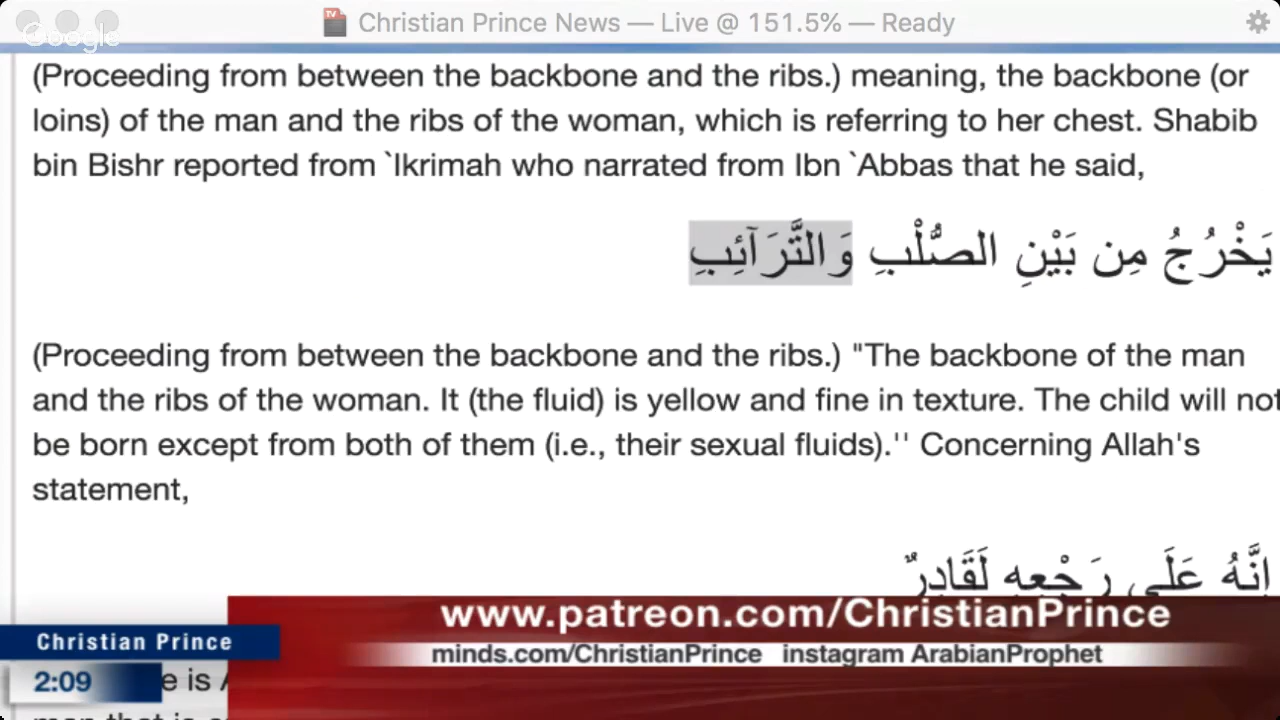 Christian Prince News — Live @ 151.5% — Ready
Google
(Proceeding from between the backbone and the ribs.) meaning, the backbone (or
loins) of the man and the ribs of the woman, which is referring to her chest. Shabib
bin Bishr reported from `Ikrimah who narrated from Ibn `Abbas that he said,
يَخْرُجُ مِن بَيْنِ الصُّلْبِ وَالتَّرَآئِبِ
(Proceeding from between the backbone and the ribs.) "The backbone of the man
and the ribs of the woman. It (the fluid) is yellow and fine in texture. The child will not
be born except from both of them (i.e., their sexual fluids).'' Concerning Allah's
statement,
إِنَّهُ عَلَى رَجْعِهِ لَقَادِرٌ
www.patreon.com/ChristianPrince
Christian Prince
minds.com/ChristianPrince instagram ArabianProphet
2:09
e is